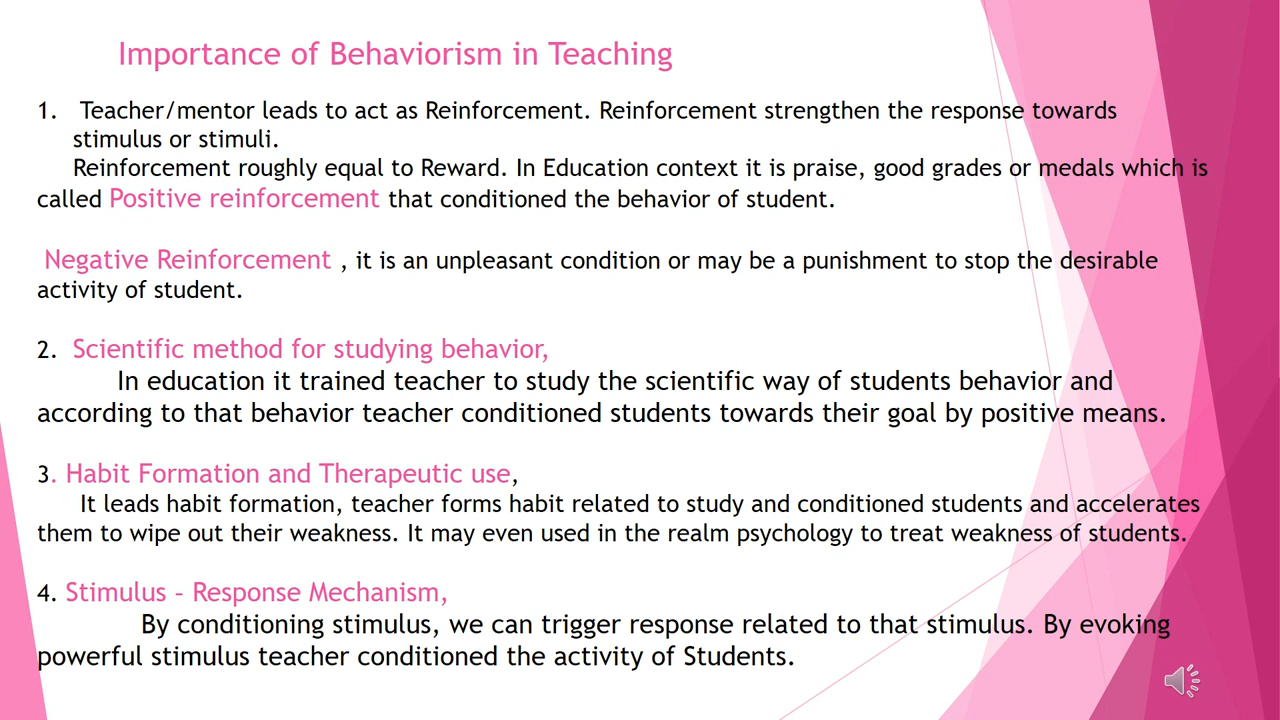 Importance of Behaviorism in Teaching
1. Teacher/mentor leads to act as Reinforcement. Reinforcement strengthen the response towards
stimulus or stimuli.
Reinforcement roughly equal to Reward. In Education context it is praise, good grades or medals which is
called Positive reinforcement that conditioned the behavior of student.
Negative Reinforcement , it is an unpleasant condition or may be a punishment to stop the desirable
activity of student.
2. Scientific method for studying behavior,
In education it trained teacher to study the scientific way of students behavior and
according to that behavior teacher conditioned students towards their goal by positive means.
3. Habit Formation and Therapeutic use,
It leads habit formation, teacher forms habit related to study and conditioned students and accelerates
them to wipe out their weakness. It may even used in the realm psychology to treat weakness of students.
4. Stimulus – Response Mechanism,
By conditioning stimulus, we can trigger response related to that stimulus. By evoking
powerful stimulus teacher conditioned the activity of Students.